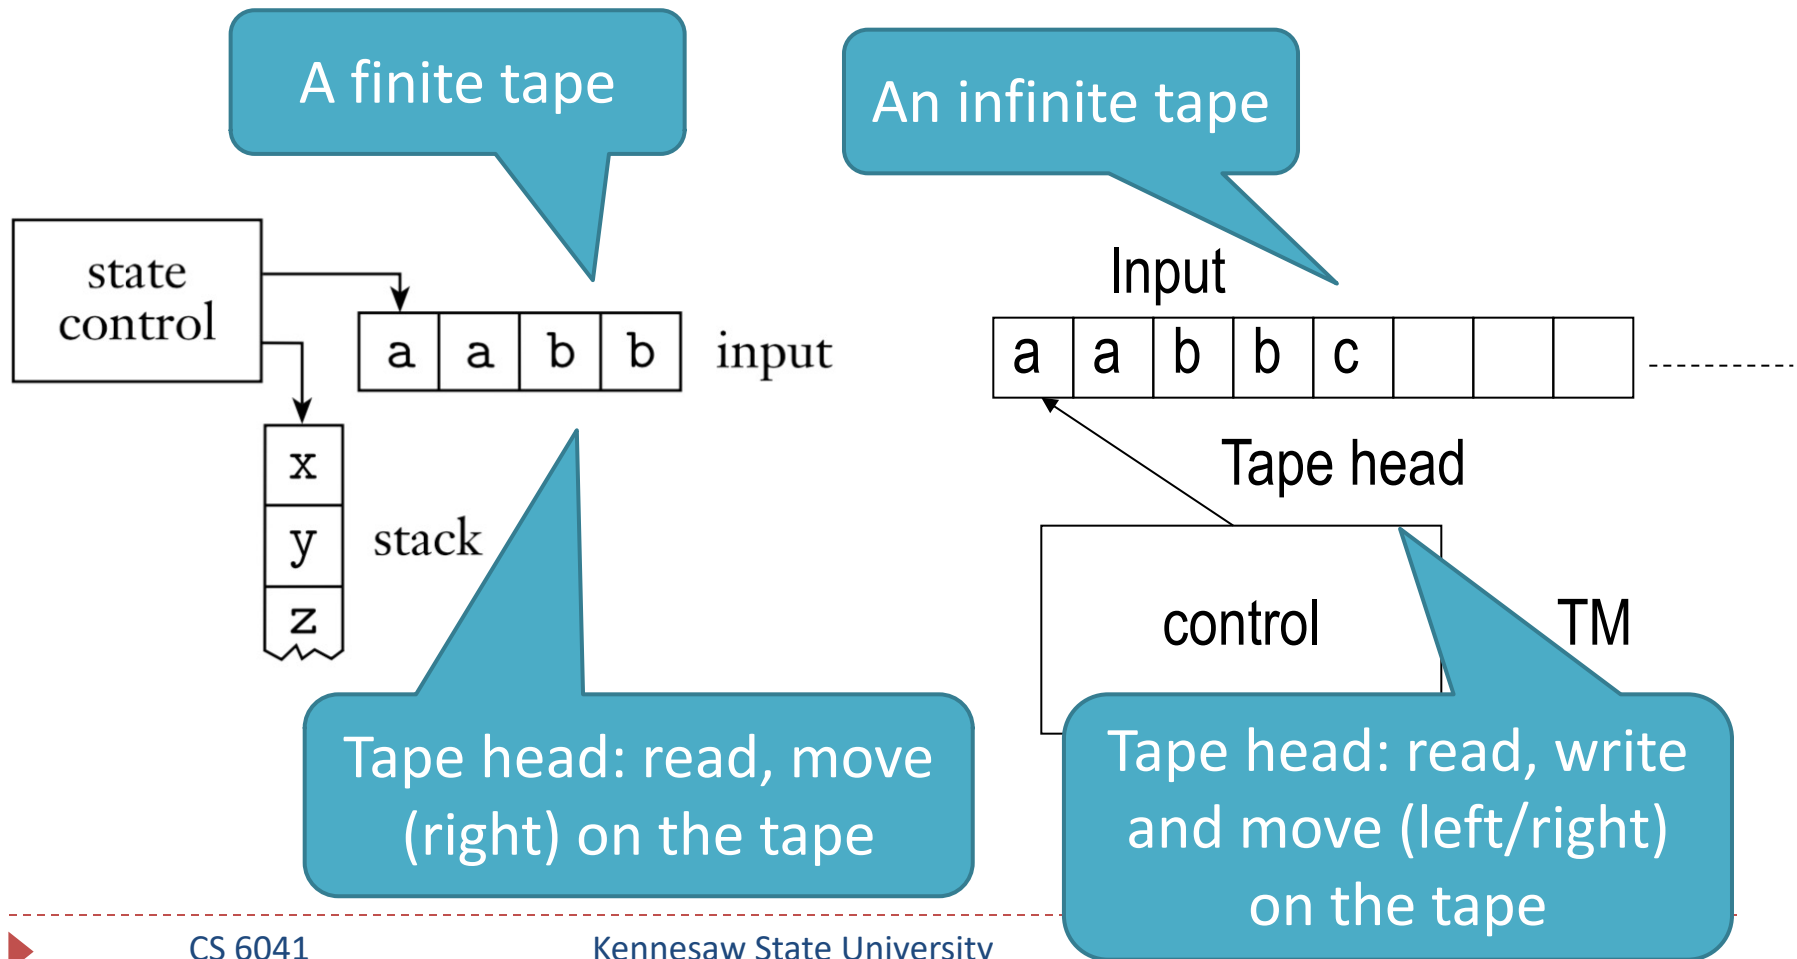 A finite tape
An infinite tape
state
control
a a b b
input
x
y
z
stack
Input
a a b b c
Tape head
control
TM
Tape head: read, move
(right) on the tape
Tape head: read, write
and move (left/right)
on the tape
CS 6041
Kennesaw State University